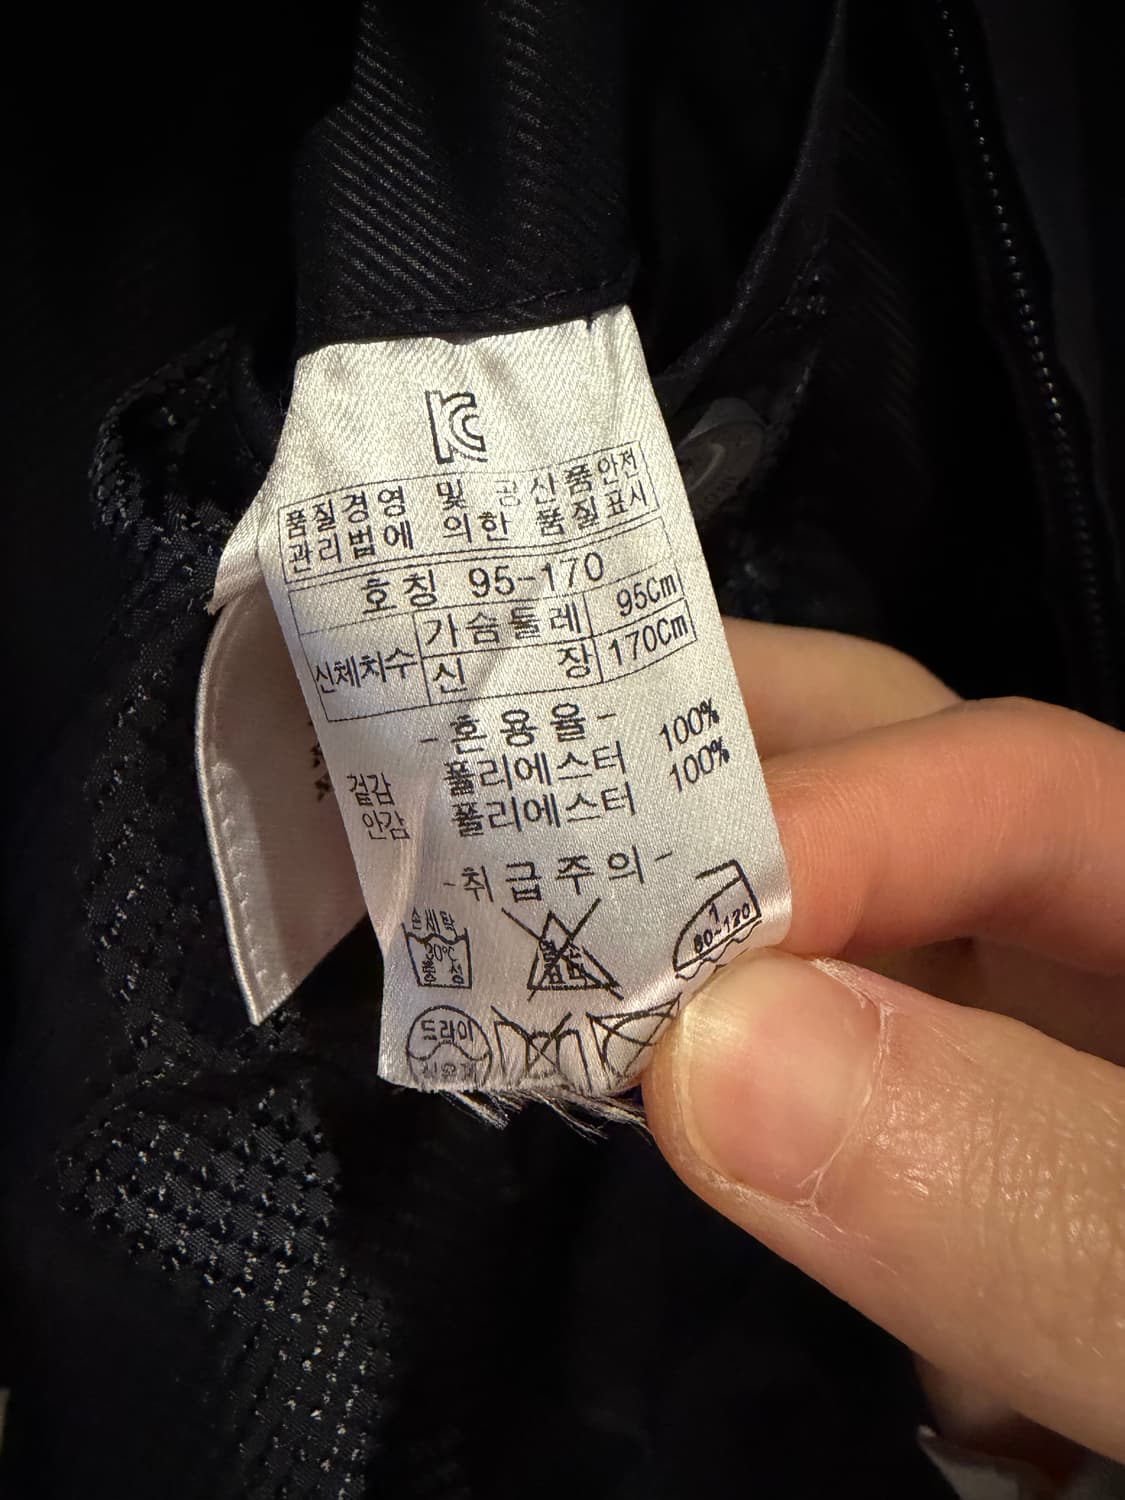 품질경영 및 공산품안전
관리법에 의한 품질표시
호칭 95-170
신체치수 가슴둘레 95Cm
신장 170Cm
-혼용율-
겉감 폴리에스터 100%
안감 폴리에스터 100%
-취급주의-
손세탁
30℃
중성
1
80~120
드라이